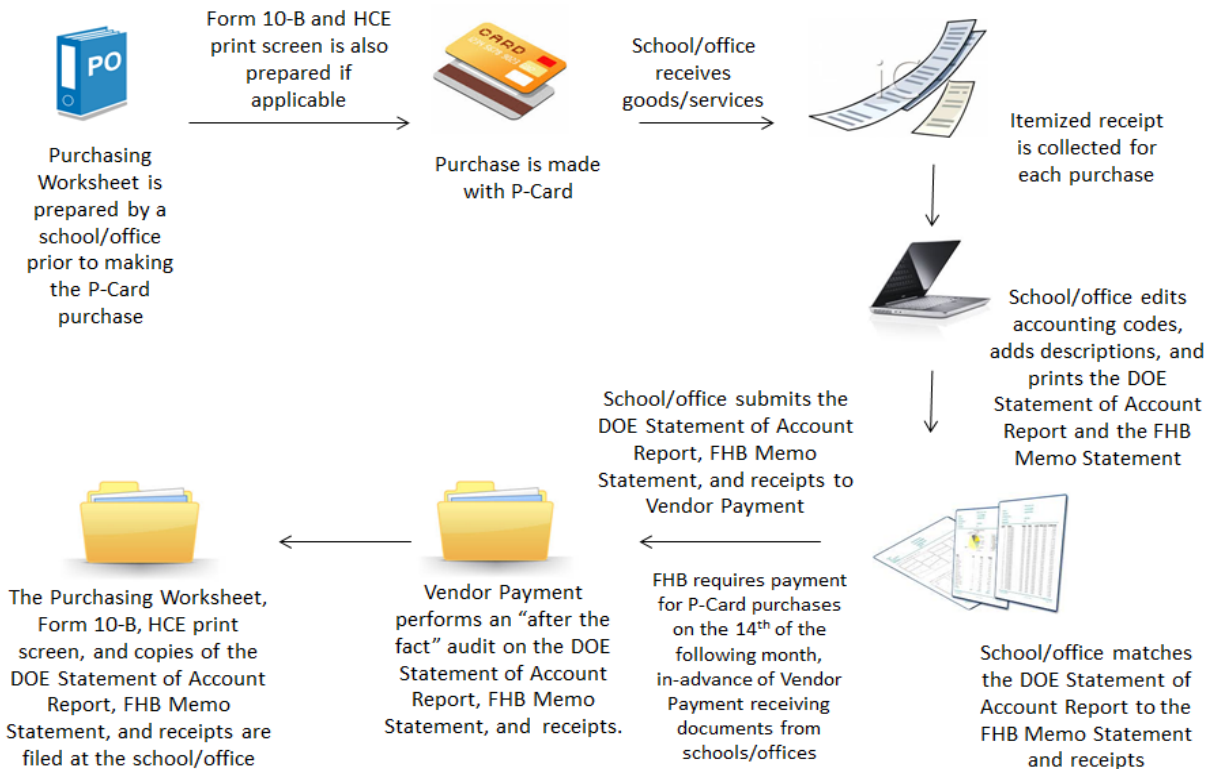 PO
Purchasing
Worksheet is
prepared by a
school/office
prior to making
the P-Card
purchase
Form 10-B and HCE
print screen is also
prepared if
applicable
CARD
Purchase is made
with P-Card
School/office
receives
goods/services
Itemized receipt
is collected for
each purchase
School/office edits
accounting codes,
adds descriptions, and
prints the DOE
Statement of Account
Report and the FHB
Memo Statement
School/office matches
the DOE Statement of
Account Report to the
FHB Memo Statement
and receipts
School/office submits the
DOE Statement of Account
Report, FHB Memo
Statement, and receipts to
Vendor Payment
FHB requires payment
for P-Card purchases
on the 14th of the
following month,
in-advance of Vendor
Payment receiving
documents from
schools/offices
Vendor Payment
performs an “after the
fact” audit on the DOE
Statement of Account
Report, FHB Memo
Statement, and receipts.
The Purchasing Worksheet,
Form 10-B, HCE print
screen, and copies of the
DOE Statement of Account
Report, FHB Memo
Statement, and receipts are
filed at the school/office